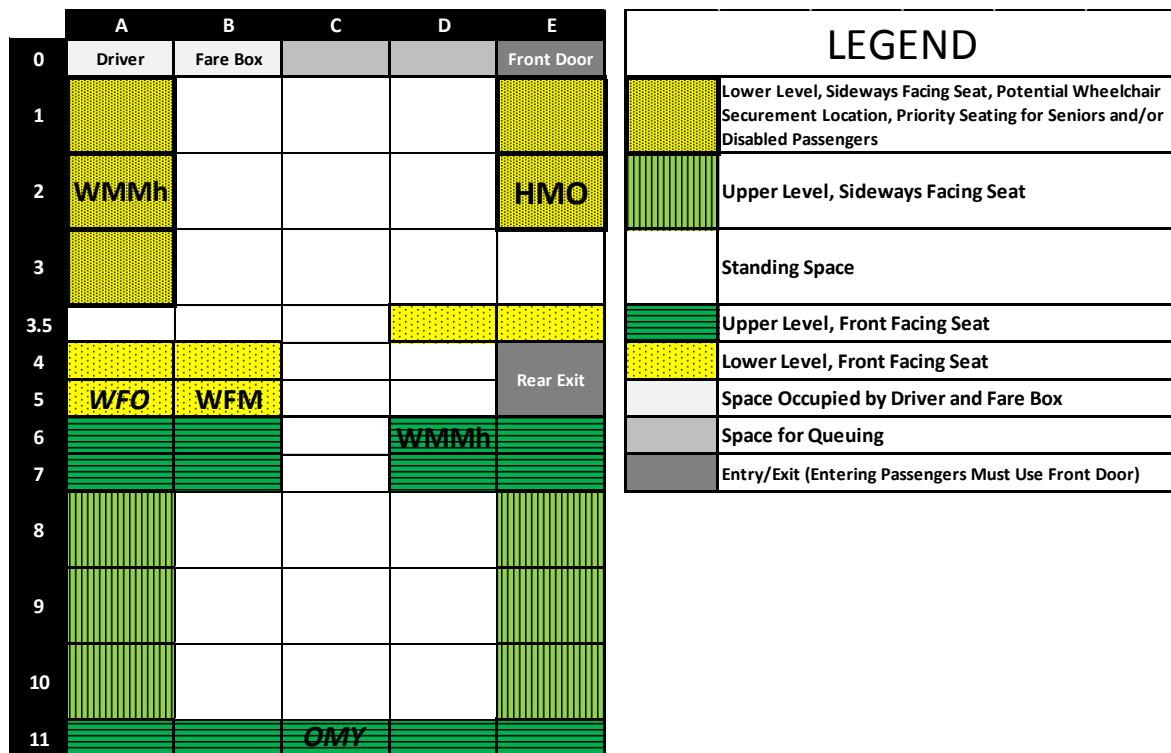 A B C D E
0 Driver Fare Box Front Door
1
2 WMMh HMO
3
3.5
4
Rear Exit
5 WFO WFM
6 WMMh
7
8
9
10
11 OMY
LEGEND
Lower Level, Sideways Facing Seat, Potential Wheelchair
Securement Location, Priority Seating for Seniors and/or
Disabled Passengers
Upper Level, Sideways Facing Seat
Standing Space
Upper Level, Front Facing Seat
Lower Level, Front Facing Seat
Space Occupied by Driver and Fare Box
Space for Queuing
Entry/Exit (Entering Passengers Must Use Front Door)